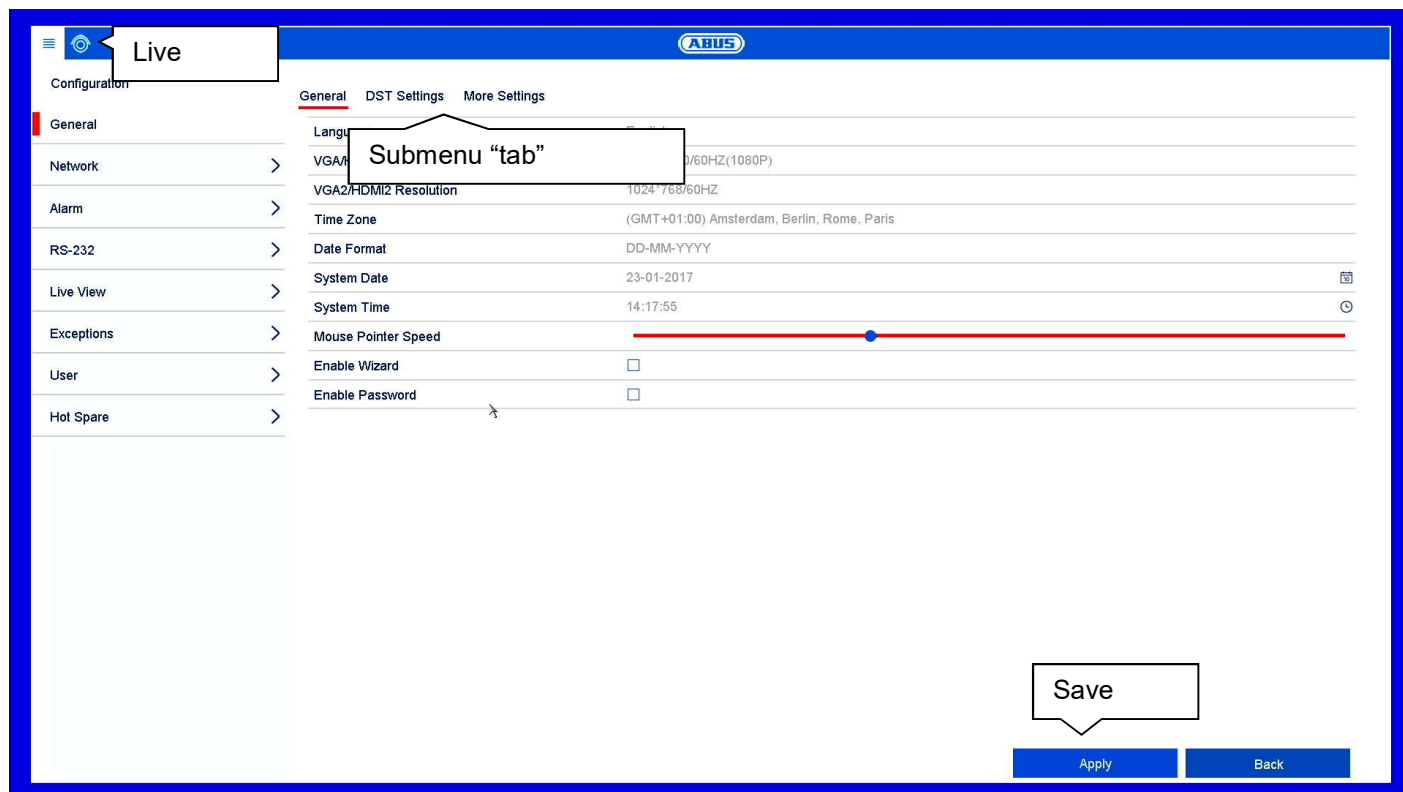 Live
ABUS
Configuration
General DST Settings More Settings
General
Submenu “tab”
Network
/60HZ(1080P)
VGA2/HDMI2 Resolution 1024*768/60HZ
Alarm
Time Zone (GMT+01:00) Amsterdam, Berlin, Rome, Paris
RS-232
Date Format DD-MM-YYYY
System Date 23-01-2017
Live View
System Time 14:17:55
Exceptions
Mouse Pointer Speed
Enable Wizard
User
Enable Password
Hot Spare
Save
Apply Back